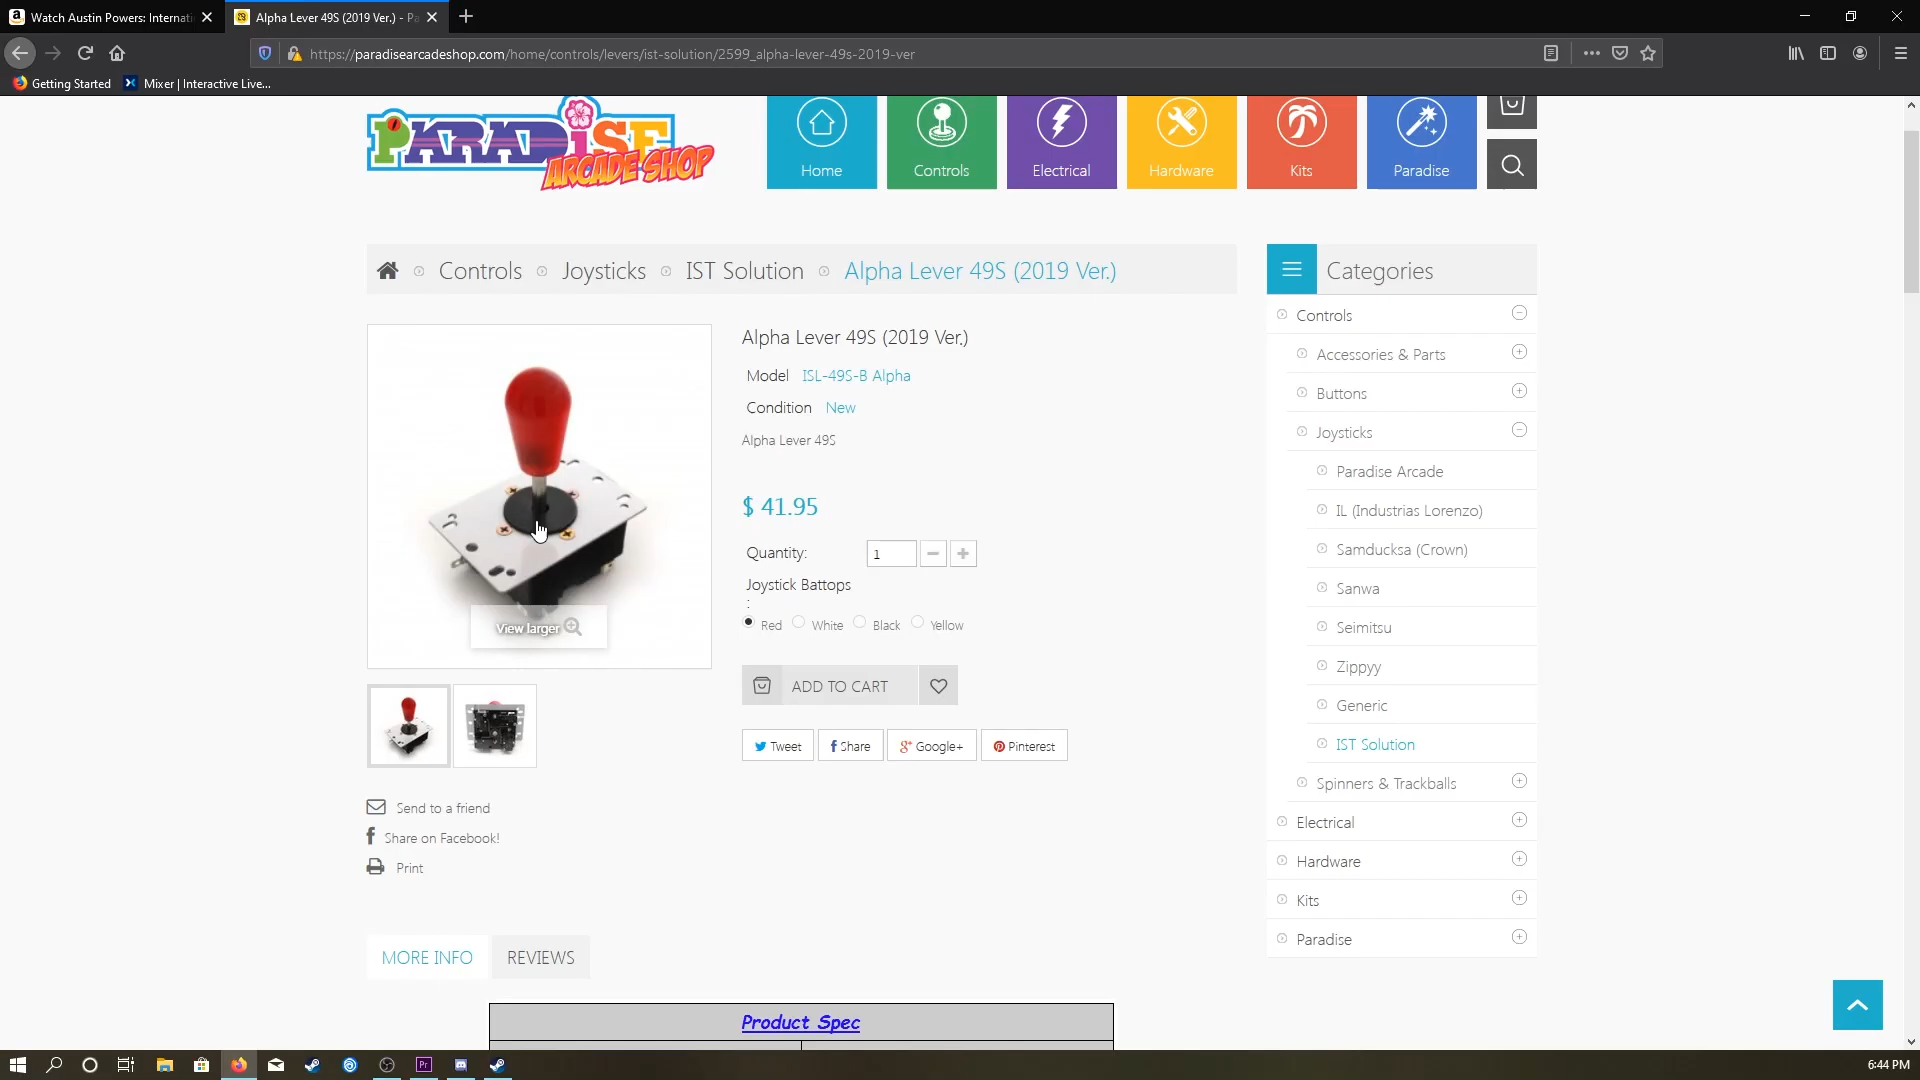 Watch Austin Powers: Internati
Alpha Lever 49S (2019 Ver.) - Pa
https://paradisearcadeshop.com/home/controls/levers/ist-solution/2599_alpha-lever-49s-2019-ver
Getting Started
Mixer | Interactive Live...
PARADISE
ARCADE SHOP
Home
Controls
Electrical
Hardware
Kits
Paradise
Controls
Joysticks
IST Solution
Alpha Lever 49S (2019 Ver.)
Categories
Alpha Lever 49S (2019 Ver.)
Model ISL-49S-B Alpha
Condition New
Alpha Lever 49S
$ 41.95
Quantity: 1
Joystick Battops
:
Red White Black Yellow
View larger
ADD TO CART
Tweet
Share
Google+
Pinterest
Send to a friend
Share on Facebook!
Print
MORE INFO
REVIEWS
Product Spec
Controls
Accessories & Parts
Buttons
Joysticks
Paradise Arcade
IL (Industrias Lorenzo)
Samducksa (Crown)
Sanwa
Seimitsu
Zippyy
Generic
IST Solution
Spinners & Trackballs
Electrical
Hardware
Kits
Paradise
Pr
6:44 PM